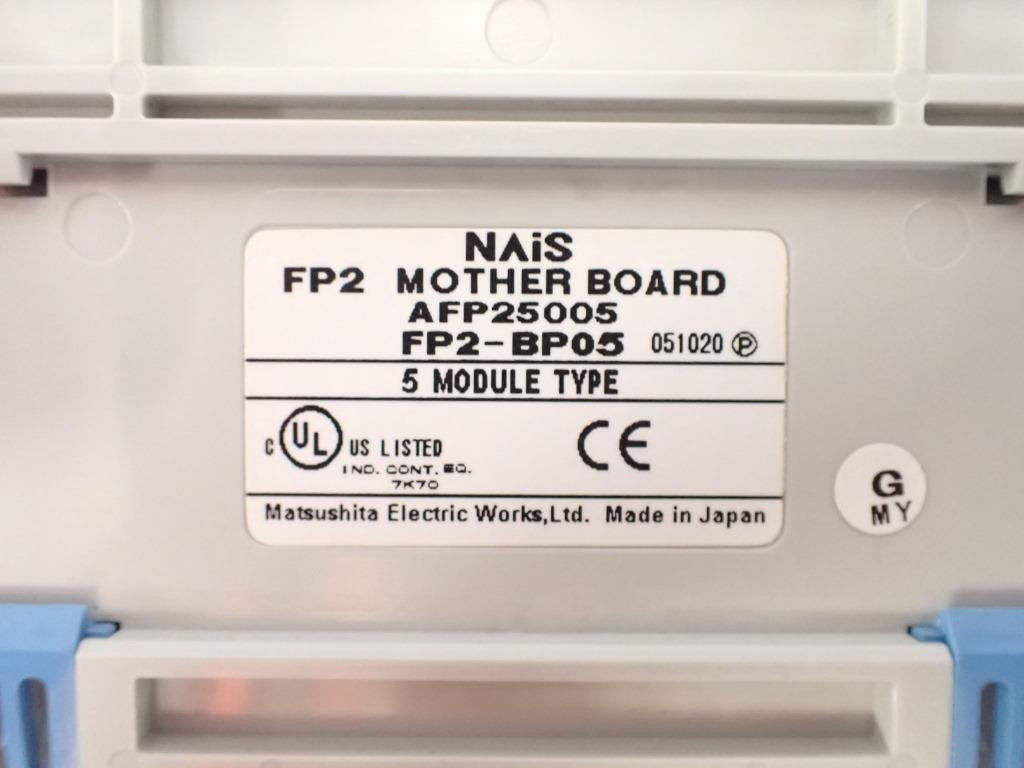 NAiS
FP2 MOTHER BOARD
AFP25005
FP2-BP05 051020 Ⓟ
5 MODULE TYPE
C UL US LISTED
IND. CONT. EQ.
7K70
CE
Matsushita Electric Works,Ltd. Made in Japan
G
MY